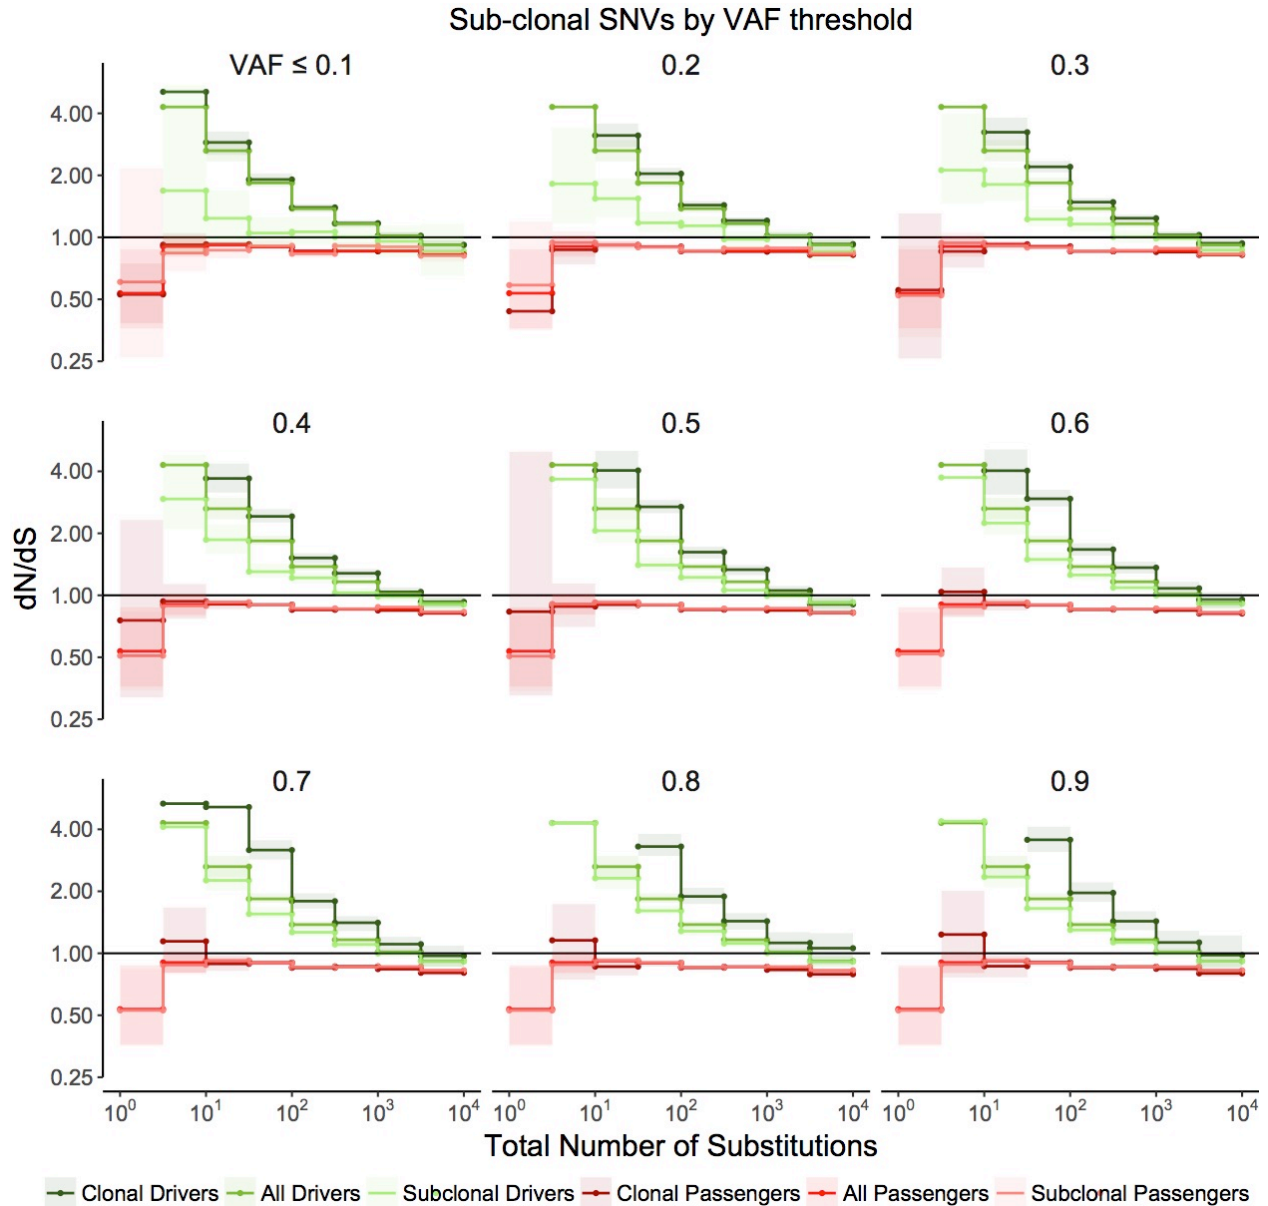 Sub-clonal SNVs by VAF threshold
VAF ≤ 0.1 0.2 0.3
4.00
2.00
1.00
0.50
0.25
0.4 0.5 0.6
4.00
2.00
1.00
0.50
0.25
dN/dS
0.7 0.8 0.9
4.00
2.00
1.00
0.50
0.25
10⁰ 10¹ 10² 10³ 10⁴ 10⁰ 10¹ 10² 10³ 10⁴ 10⁰ 10¹ 10² 10³ 10⁴
Total Number of Substitutions
Clonal Drivers All Drivers Subclonal Drivers Clonal Passengers All Passengers Subclonal Passengers